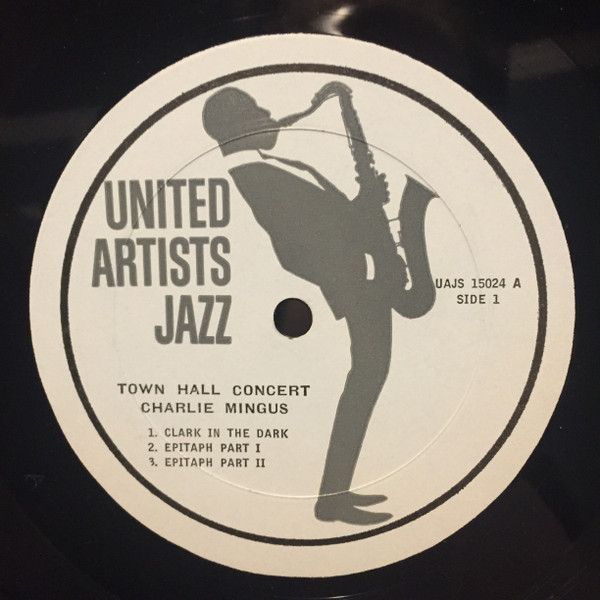 UNITED
ARTISTS
JAZZ
UAJS 15024 A
SIDE 1
TOWN HALL CONCERT
CHARLIE MINGUS
1. CLARK IN THE DARK
2. EPITAPH PART I
3. EPITAPH PART II